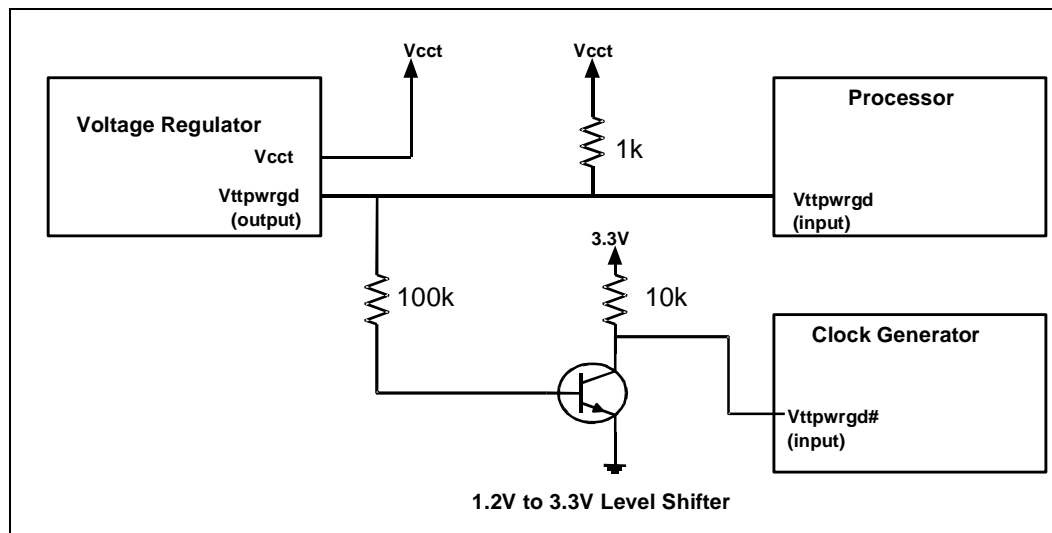 Vcct
Vcct
Voltage Regulator
Vcct
Vttpwrgd
(output)
1k
Processor
Vttpwrgd
(input)
3.3V
100k
10k
Clock Generator
Vttpwrgd#
(input)
1.2V to 3.3V Level Shifter